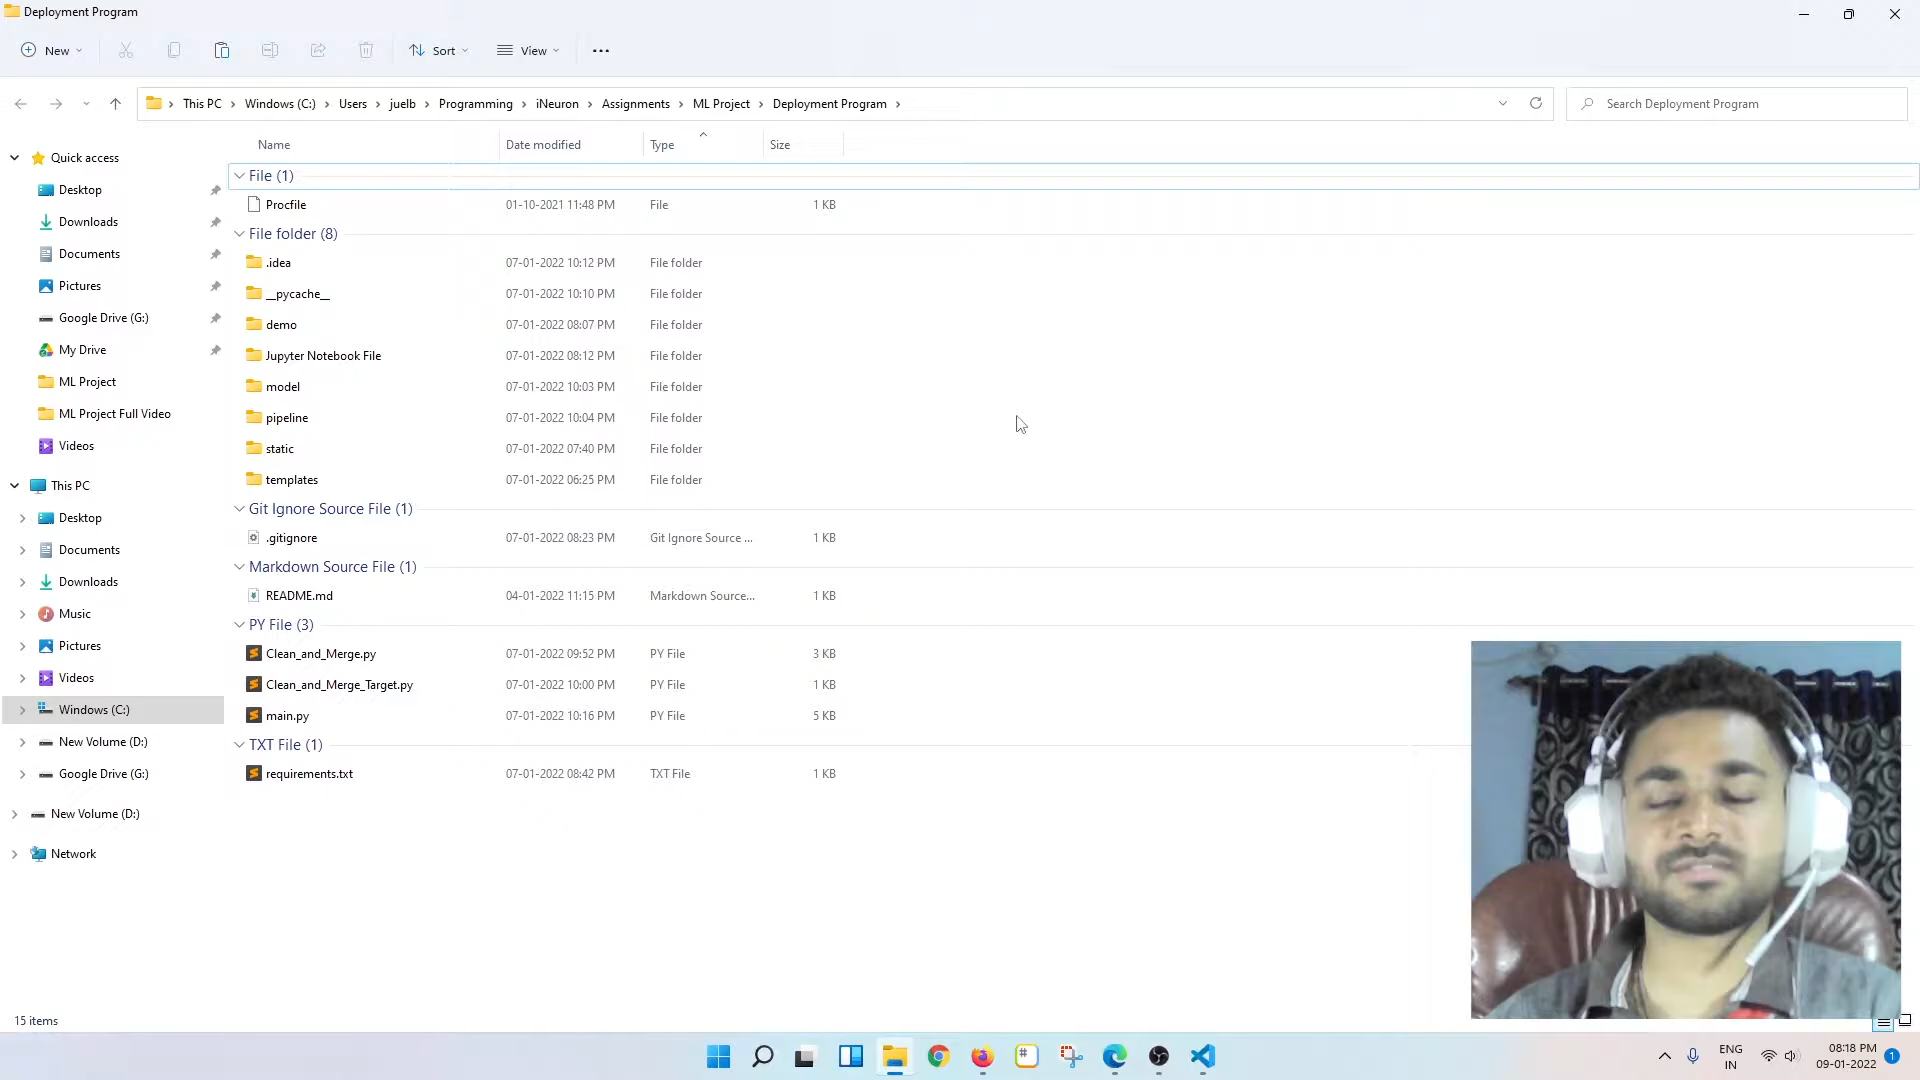 Deployment Program
New Sort View
This PC Windows (C:) Users juelb Programming iNeuron Assignments ML Project Deployment Program Search Deployment Program
Name Date modified Type Size
Quick access
Desktop
Downloads
Documents
Pictures
Google Drive (G:)
My Drive
ML Project
ML Project Full Video
Videos
This PC
Desktop
Documents
Downloads
Music
Pictures
Videos
Windows (C:)
New Volume (D:)
Google Drive (G:)
New Volume (D:)
Network
File (1)
Procfile 01-10-2021 11:48 PM File 1 KB
File folder (8)
.idea 07-01-2022 10:12 PM File folder
__pycache__ 07-01-2022 10:10 PM File folder
demo 07-01-2022 08:07 PM File folder
Jupyter Notebook File 07-01-2022 08:12 PM File folder
model 07-01-2022 10:03 PM File folder
pipeline 07-01-2022 10:04 PM File folder
static 07-01-2022 07:40 PM File folder
templates 07-01-2022 06:25 PM File folder
Git Ignore Source File (1)
.gitignore 07-01-2022 08:23 PM Git Ignore Source ... 1 KB
Markdown Source File (1)
README.md 04-01-2022 11:15 PM Markdown Source... 1 KB
PY File (3)
Clean_and_Merge.py 07-01-2022 09:52 PM PY File 3 KB
Clean_and_Merge_Target.py 07-01-2022 10:00 PM PY File 1 KB
main.py 07-01-2022 10:16 PM PY File 5 KB
TXT File (1)
requirements.txt 07-01-2022 08:42 PM TXT File 1 KB
15 items
ENG
IN
08:18 PM
09-01-2022
1